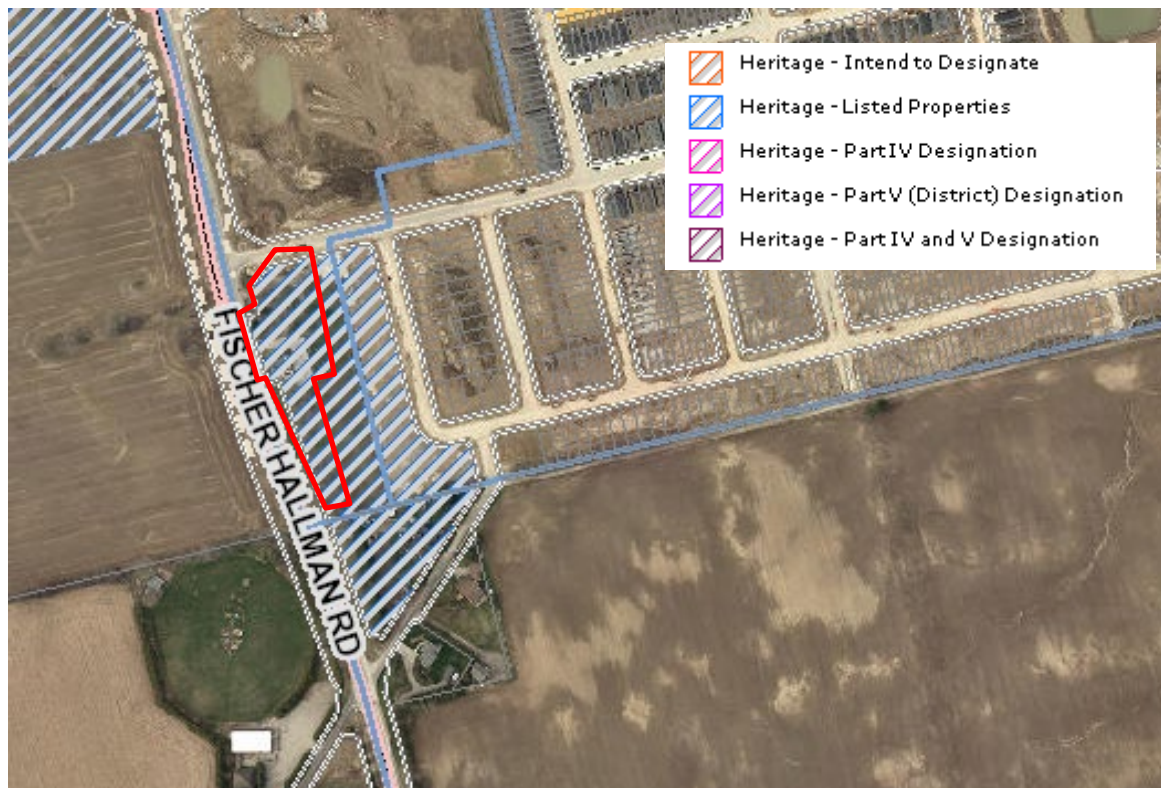 Heritage - Intend to Designate
Heritage - Listed Properties
Heritage - Part IV Designation
Heritage - Part V (District) Designation
Heritage - Part IV and V Designation
FISCHER HALLMAN RD